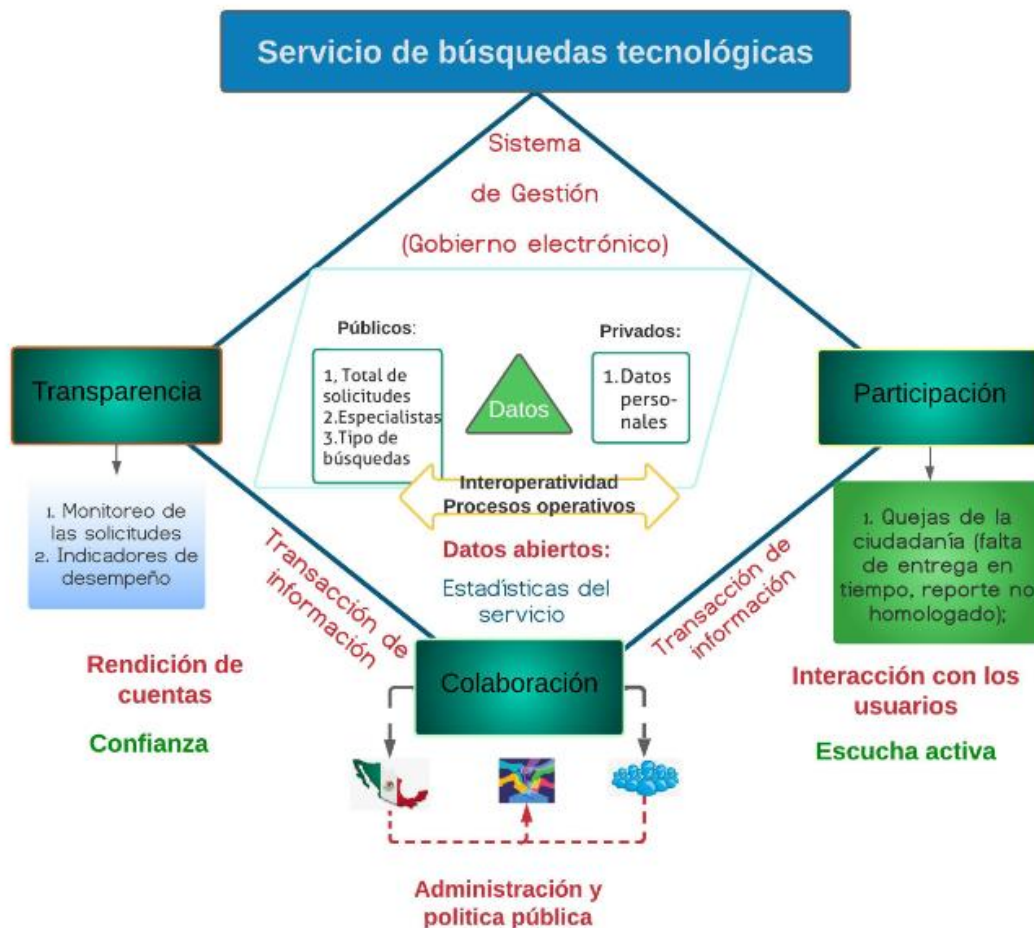 Servicio de búsquedas tecnológicas
Sistema
de Gestión
(Gobierno electrónico)
Públicos:
1, Total de
solicitudes
2.Especialistas
3.Tipo de
búsquedas
Datos
Privados:
1.Datos
perso-
nales
Interoperatividad
Procesos operativos
Transparencia
1. Monitoreo de
las solicitudes
2. Indicadores de
desempeño
Rendición de
cuentas
Confianza
Transacción de
información
Datos abiertos:
Estadísticas del
servicio
Transacción de
información
Participación
1. Quejas de la
ciudadanía (falta
de entrega en
tiempo, reporte no
homologado);
Interacción con los
usuarios
Escucha activa
Colaboración
Administración y
politica pública